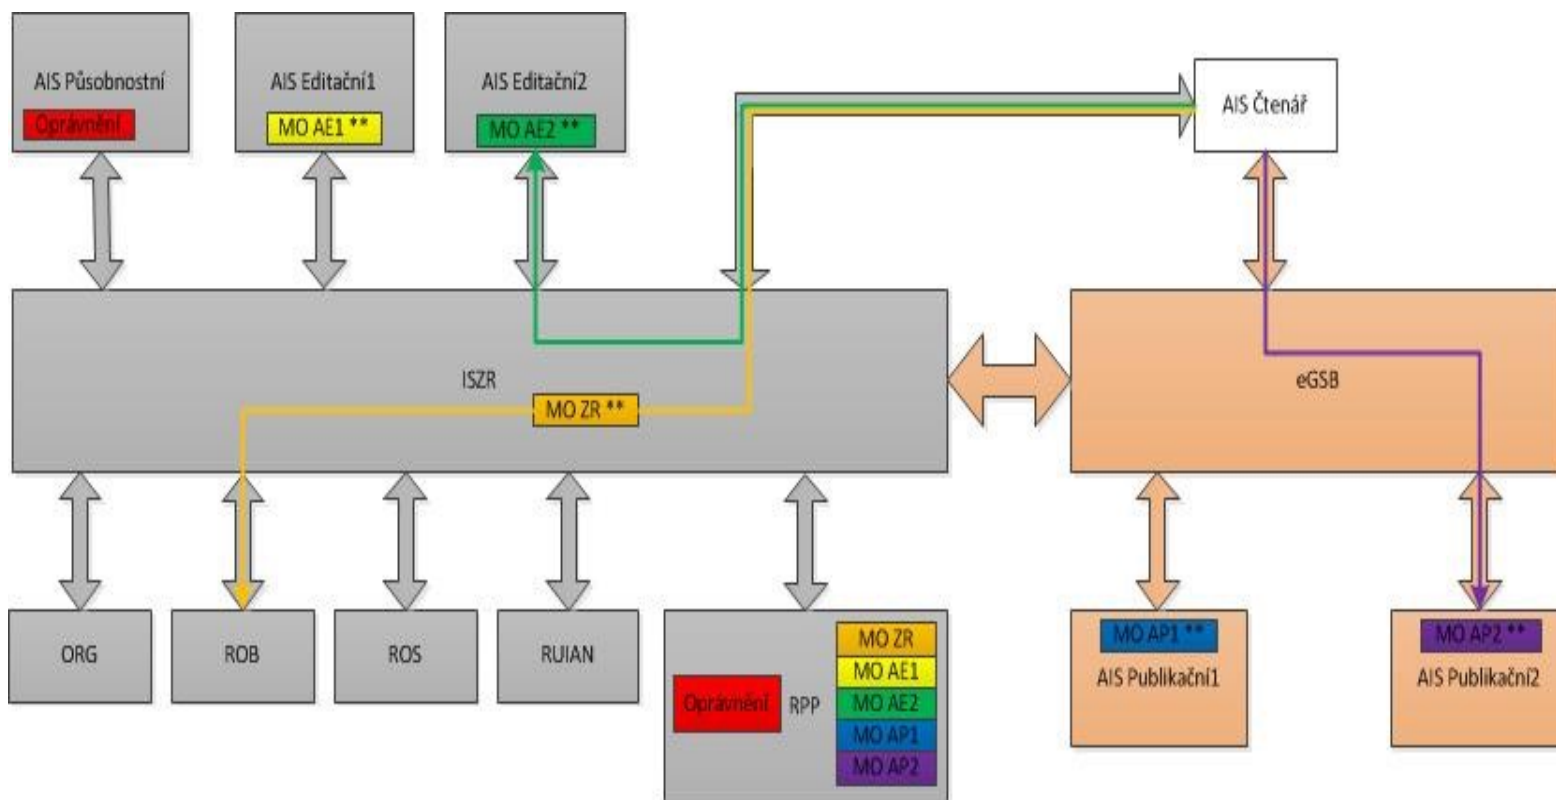 AIS Působnostní
Oprávnění
AIS Editační1
MO AE1 **
AIS Editační2
MO AE2 **
AIS Čtenář
ISZR
MO ZR **
eGSB
ORG
ROB
ROS
RUIAN
Oprávnění
RPP
MO ZR
MO AE1
MO AE2
MO AP1
MO AP2
MO AP1 **
AIS Publikační1
MO AP2 **
AIS Publikační2